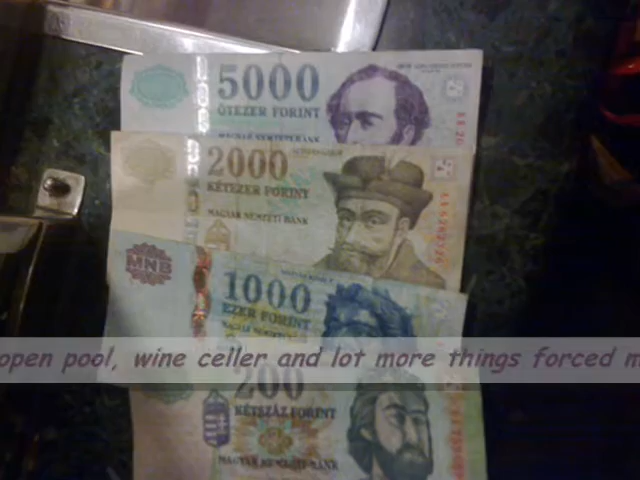 5000
ÖTEZER FORINT
MAGYAR NEMZETI BANK
2000
KÉTEZER FORINT
MAGYAR NEMZETI BANK
MNB
1000
EZER FORINT
open pool, wine celler and lot more things forced m
200
KÉTSZÁZ FORINT
MAGYAR NEMZETI BANK